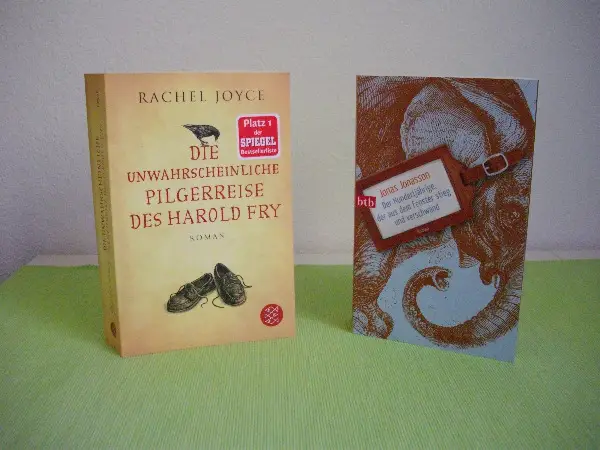 RACHEL JOYCE
Platz 1
der
SPIEGEL
Bestsellerliste
DIE
UNWAHRSCHEINLICHE
PILGERREISE
DES HAROLD FRY
ROMAN
btb
Jonas Jonasson
Der Hundertjährige,
der aus dem Fenster stieg
und verschwand